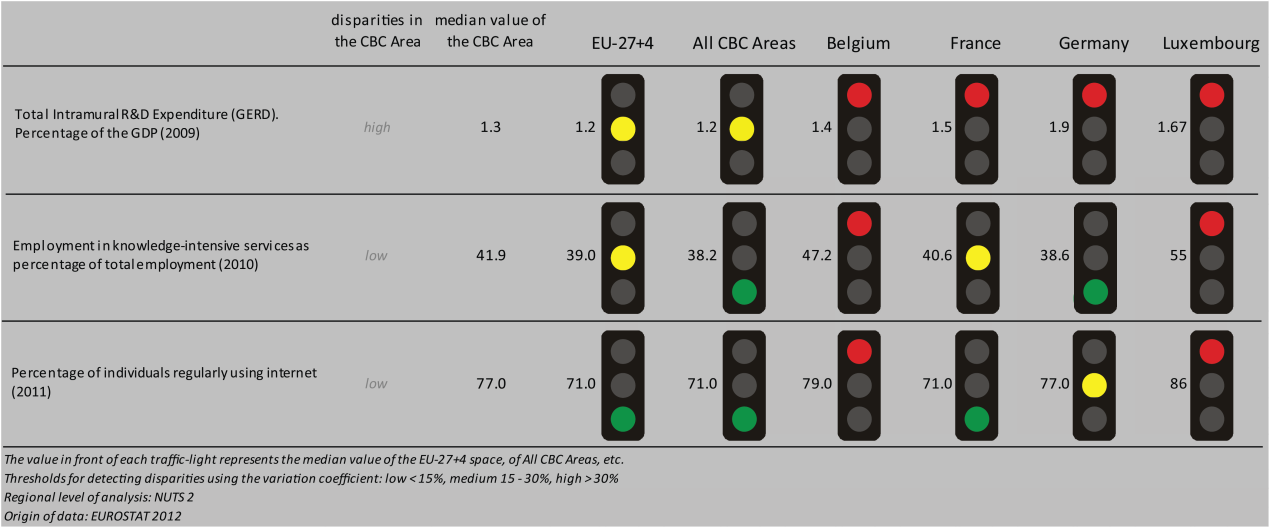 disparities in
the CBC Area
median value of
the CBC Area
EU-27+4
All CBC Areas
Belgium
France
Germany
Luxembourg
Total Intramural R&D Expenditure (GERD).
Percentage of the GDP (2009)
high
1.3
1.2
1.2
1.4
1.5
1.9
1.67
Employment in knowledge-intensive services as
percentage of total employment (2010)
low
41.9
39.0
38.2
47.2
40.6
38.6
55
Percentage of individuals regularly using internet
(2011)
low
77.0
71.0
71.0
79.0
71.0
77.0
86
The value in front of each traffic-light represents the median value of the EU-27+4 space, of All CBC Areas, etc.
Thresholds for detecting disparities using the variation coefficient: low < 15%, medium 15 - 30%, high > 30%
Regional level of analysis: NUTS 2
Origin of data: EUROSTAT 2012